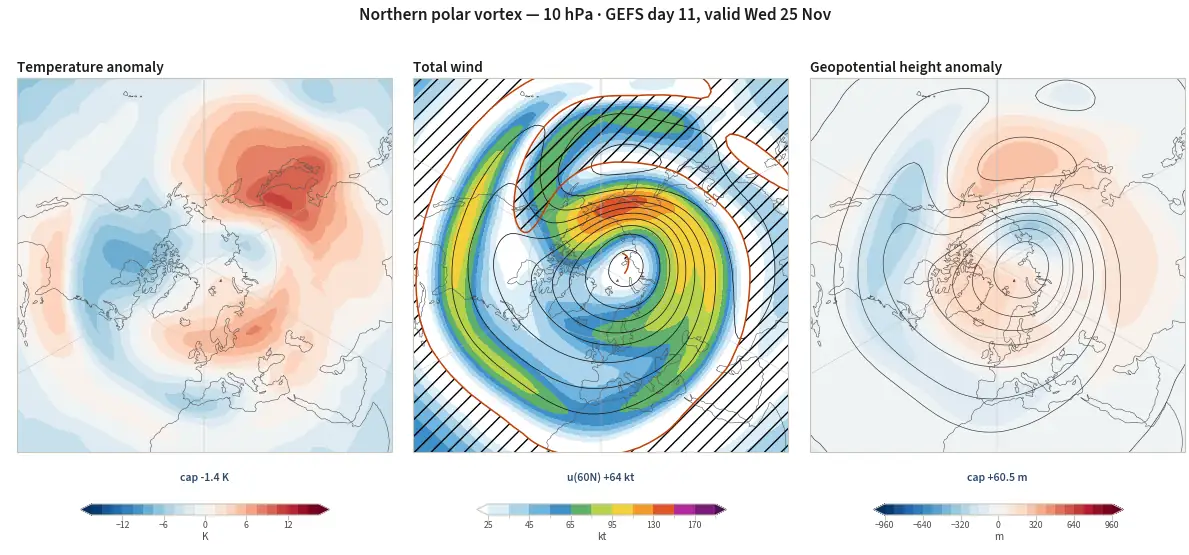 Northern polar vortex — 10 hPa · GEFS day 11, valid Wed 25 Nov
Temperature anomaly
Total wind
Geopotential height anomaly
cap -1.4 K
u(60N) +64 kt
cap +60.5 m
−12 −6 0 6 12
K
25 45 65 95 130 170
kt
−960 −640 −320 0 320 640 960
m